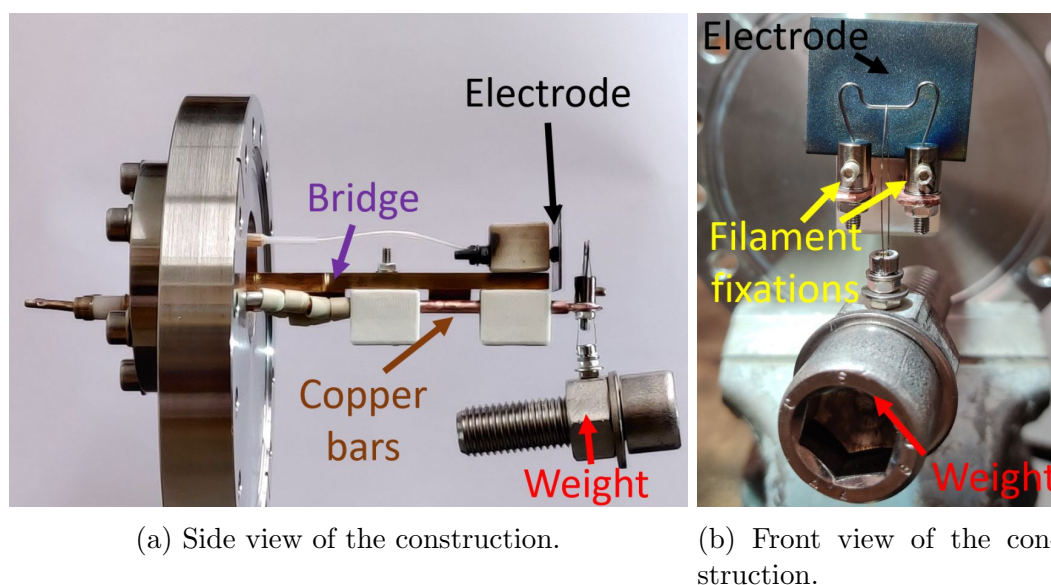 Electrode
Bridge
Copper
bars
Weight
Electrode
Filament
fixations
Weight
(a) Side view of the construction.
(b) Front view of the con-
struction.